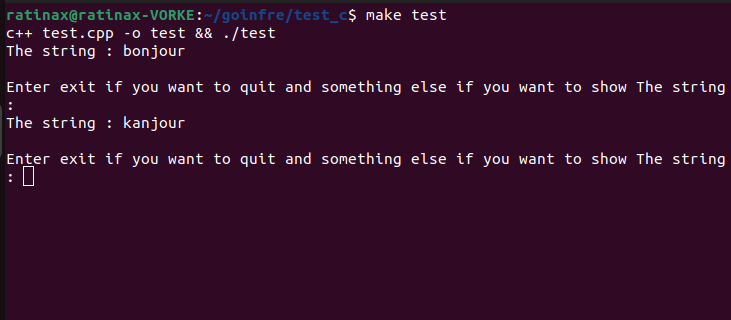 ratinax@ratinax-VORKE:~/goinfre/test_c$ make test
c++ test.cpp -o test && ./test
The string : bonjour
Enter exit if you want to quit and something else if you want to show The string
:
The string : kanjour
Enter exit if you want to quit and something else if you want to show The string
: